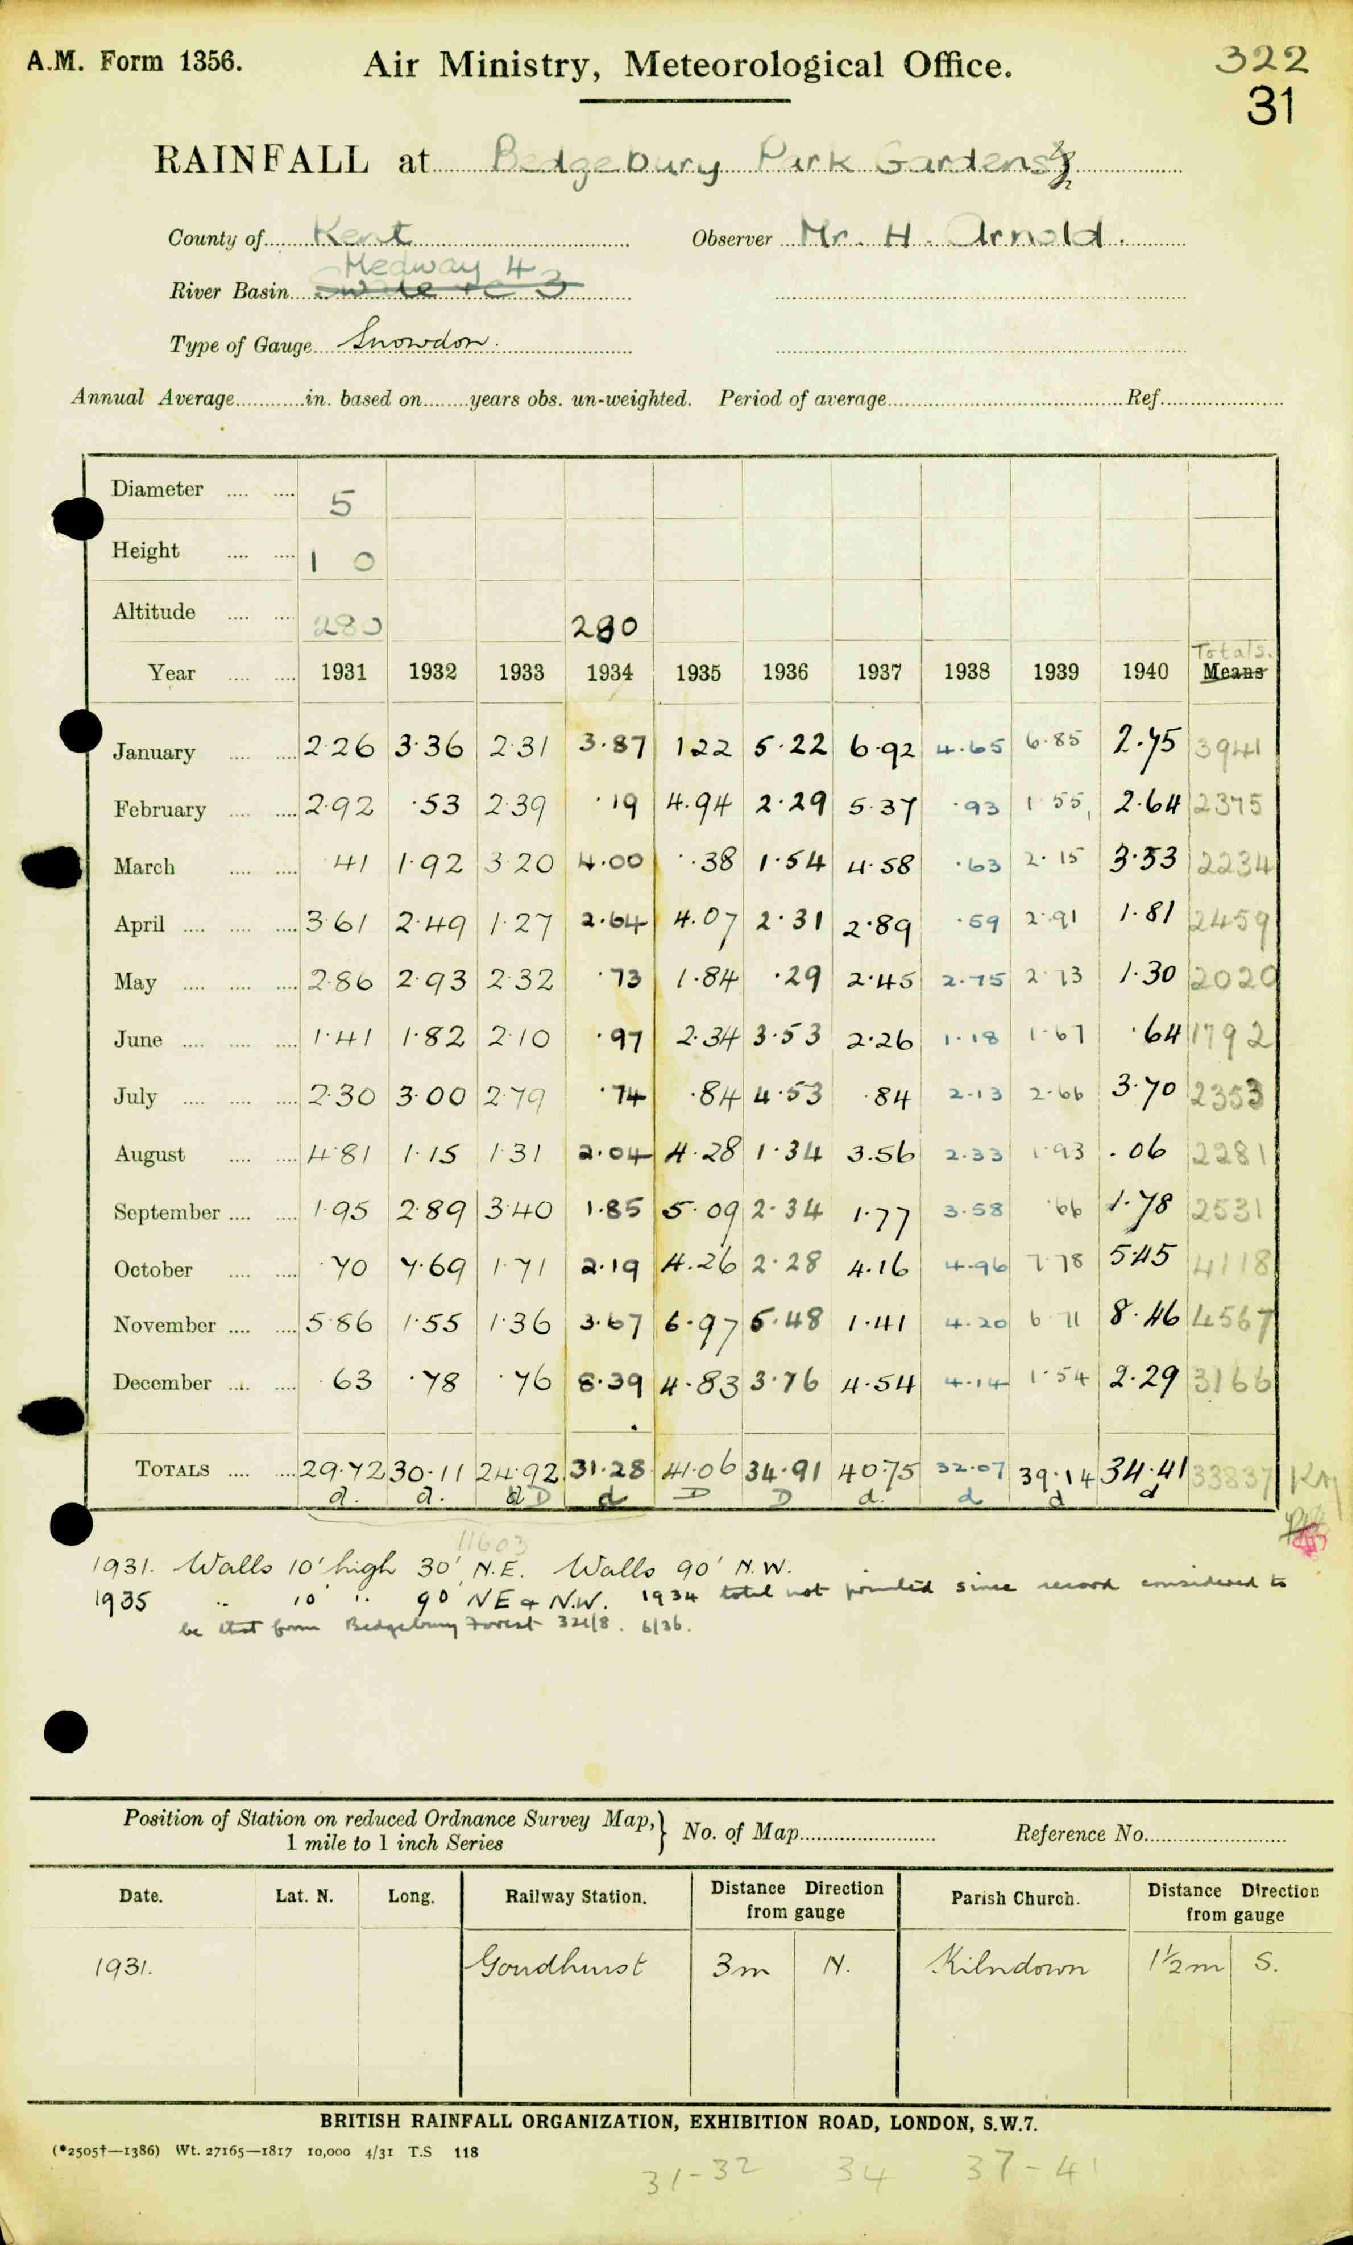 A.M. Form 1356.
Air Ministry, Meteorological Office.
322
31
RAINFALL at Bedgebury Park Gardens
County of Kent Observer Mr. H. Arnold.
Medway 4
River Basin
Type of Gauge Snowdon.
Annual Average in. based on years obs. un-weighted. Period of average Ref.
Diameter 5
Height 1 0
Altitude 280 280
Totals.
Year 1931 1932 1933 1934 1935 1936 1937 1938 1939 1940 Means
January 2·26 3·36 2·31 3·87 1 22 5·22 6·92 4·65 6·85 2·75 3941
February 2·92 ·53 2·39 ·19 4·94 2·29 5·37 ·93 1·55 2·64 2375
March 41 1·92 3 20 4·00 ·38 1·54 4·58 ·63 2·15 3·53 2234
April 3 61 2·49 1·27 2·64 4·07 2·31 2·89 ·59 2·91 1·81 2459
May 2·86 2·93 2·32 ·73 1·84 ·29 2·45 2·75 2·73 1·30 2020
June 1·41 1·82 2·10 ·97 2·34 3·53 2·26 1·18 1·67 ·64 1792
July 2·30 3·00 2·79 ·74 ·84 4·53 ·84 2·13 2·66 3·70 2353
August 4·81 1·15 1·31 2·04 4·28 1·34 3·56 2·33 1·93 ·06 2281
September 1·95 2·89 3·40 1·85 5·09 2·34 1·77 3·58 ·66 1·78 2531
October ·70 7·69 1·71 2·19 4·26 2·28 4·16 4·96 7·78 5·45 4118
November 5·86 1·55 1·36 3·67 6·97 5·48 1·41 4·20 6·71 8·46 4567
December ·63 ·78 ·76 8·39 4·83 3·76 4·54 4·14 1·54 2·29 3166
TOTALS 29·72 30·11 24·92 31·28 41·06 34·91 40·75 32·07 39·14 34·41 33837
d. d. D d D D d. d d d
11603
1931. Walls 10' high 30' N.E. Walls 90' N.W.
1935 " 10' " 90' NE & N.W. 1934 total not printed since record considered to
be that from Bedgebury Forest 321/8. 6/36.
Position of Station on reduced Ordnance Survey Map, 1 mile to 1 inch Series } No. of Map Reference No.
Date. Lat. N. Long. Railway Station. Distance Direction from gauge Parish Church. Distance Direction from gauge
1931. Goudhurst 3m N. Kilndown 1½m S.
BRITISH RAINFALL ORGANIZATION, EXHIBITION ROAD, LONDON, S.W.7.
(*2505†—1386) Wt. 27165—1817 10,000 4/31 T.S 118
31-32 34 37-41